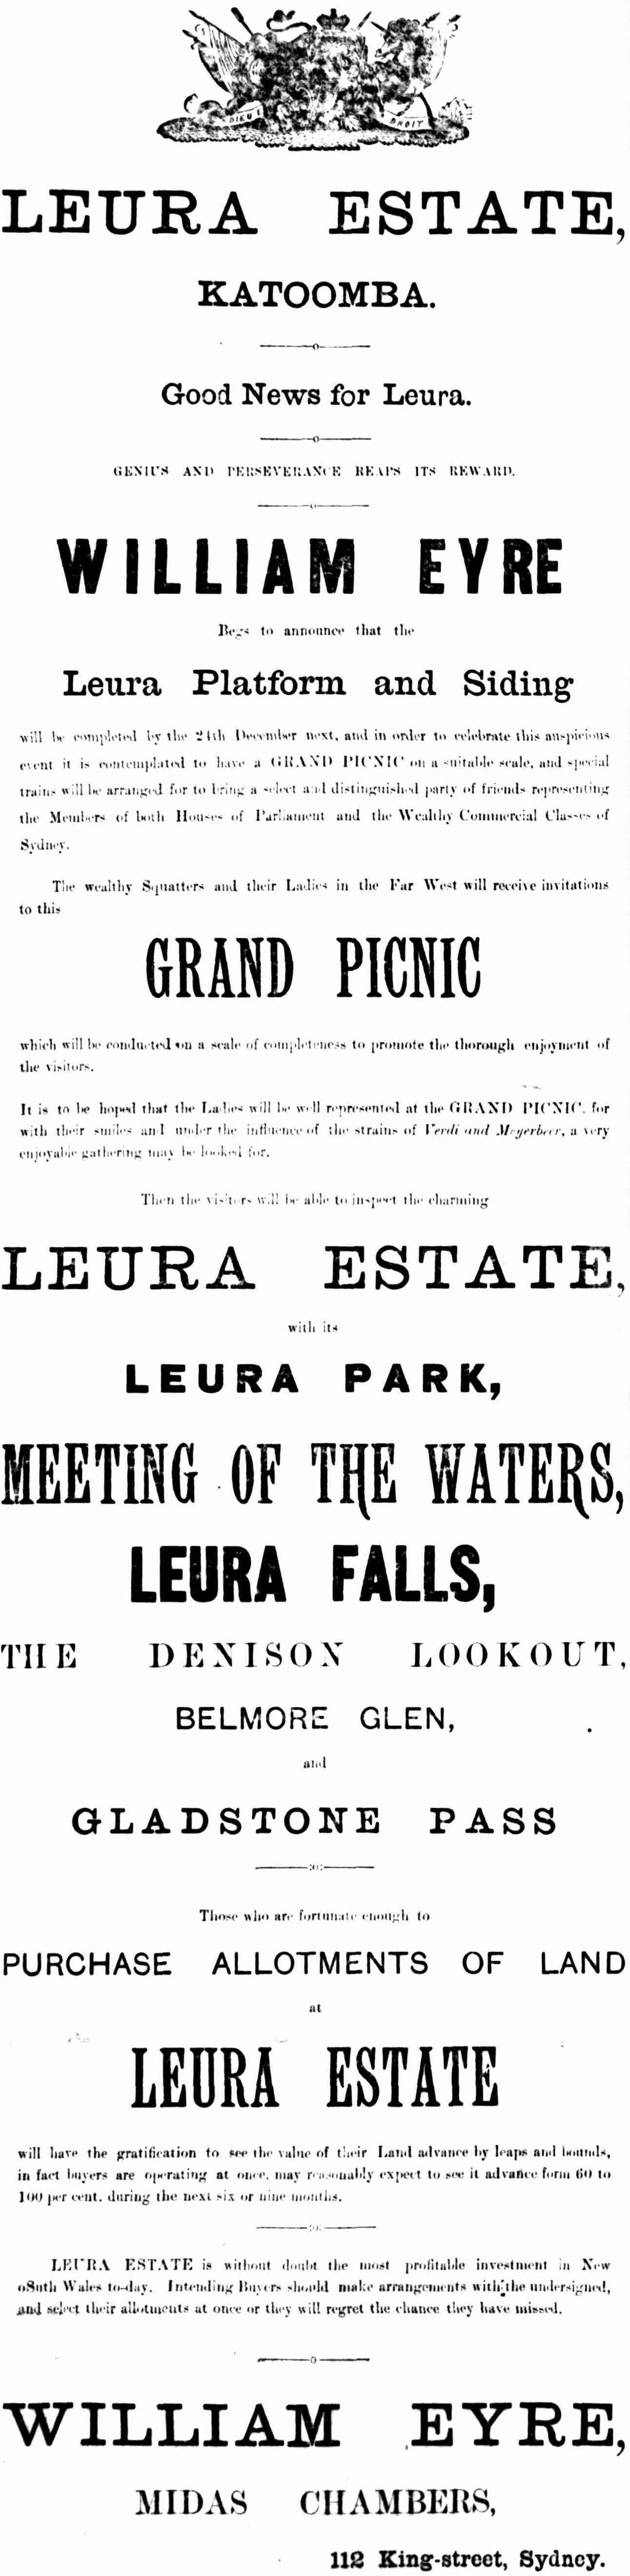 DIEU
DROIT
LEURA ESTATE,
KATOOMBA.
Good News for Leura.
GENIUS AND PERSEVERANCE REAPS ITS REWARD.
WILLIAM EYRE
Begs to announce that the
Leura Platform and Siding
will be completed by the 24th December next, and in order to celebrate this auspicious
event it is contemplated to have a GRAND PICNIC on a suitable scale, and special
trains will be arranged for to bring a select and distinguished party of friends representing
the Members of both Houses of Parliament and the Wealthy Commercial Classes of
Sydney.
The wealthy Squatters and their Ladies in the Far West will receive invitations
to this
GRAND PICNIC
which will be conducted on a scale of completeness to promote the thorough enjoyment of
the visitors.
It is to be hoped that the Ladies will be well represented at the GRAND PICNIC, for
with their smiles and under the influence of the strains of Verdi and Meyerbeer, a very
enjoyable gathering may be looked for.
Then the visitors will be able to inspect the charming
LEURA ESTATE,
with its
LEURA PARK,
MEETING OF THE WATERS,
LEURA FALLS,
THE DENISON LOOKOUT,
BELMORE GLEN,
and
GLADSTONE PASS
Those who are fortunate enough to
PURCHASE ALLOTMENTS OF LAND
at
LEURA ESTATE
will have the gratification to see the value of their Land advance by leaps and bounds,
in fact buyers are operating at once, may reasonably expect to see it advance form 60 to
100 per cent. during the next six or nine months.
LEURA ESTATE is without doubt the most profitable investment in New
oSuth Wales to-day. Intending Buyers should make arrangements with the undersigned,
and select their allotments at once or they will regret the chance they have missed.
WILLIAM EYRE,
MIDAS CHAMBERS,
112 King-street, Sydney.